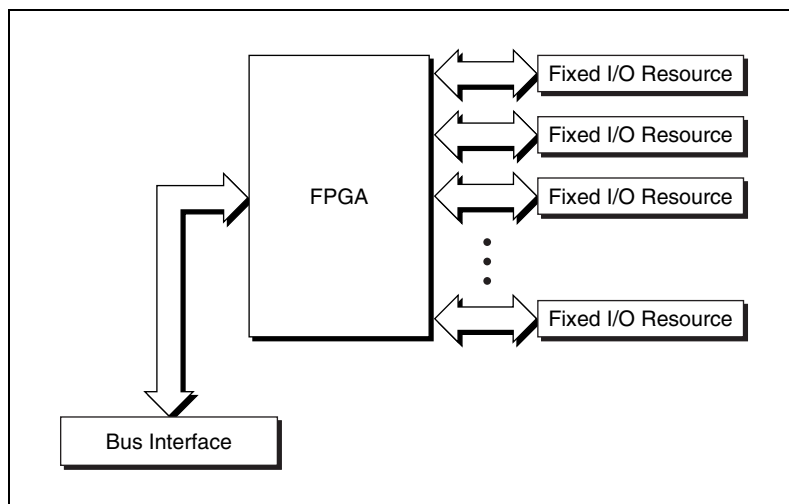 Fixed I/O Resource
Fixed I/O Resource
FPGA
Fixed I/O Resource
Fixed I/O Resource
Bus Interface